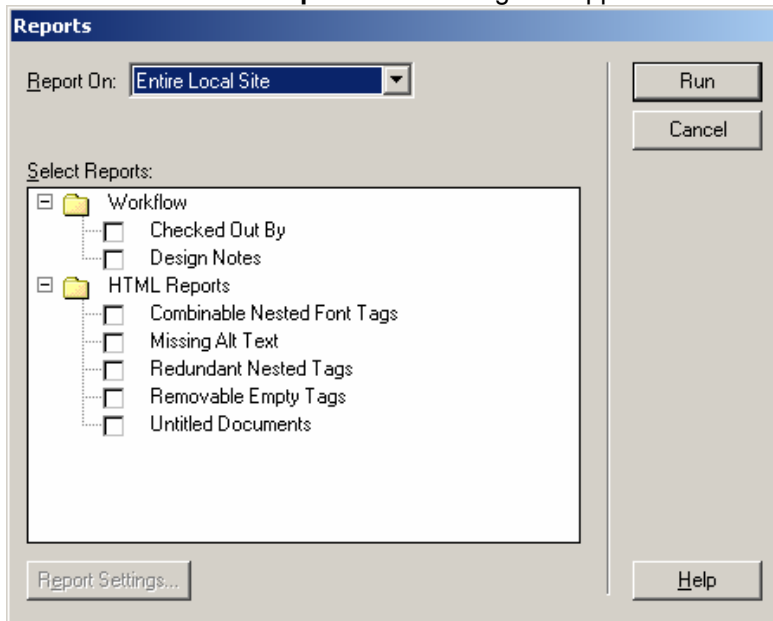 Reports
Report On: Entire Local Site
Run
Cancel
Select Reports:
Workflow
Checked Out By
Design Notes
HTML Reports
Combinable Nested Font Tags
Missing Alt Text
Redundant Nested Tags
Removable Empty Tags
Untitled Documents
Report Settings...
Help